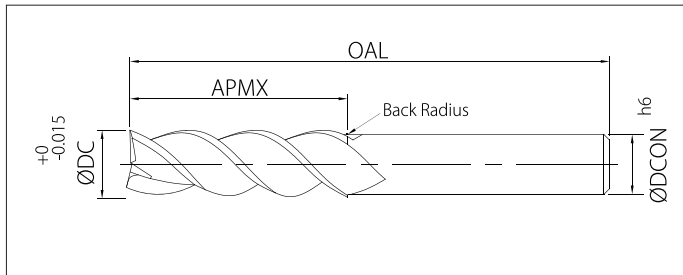 OAL
APMX
Back Radius
h6
+0
-0.015
ØDC
ØDCON